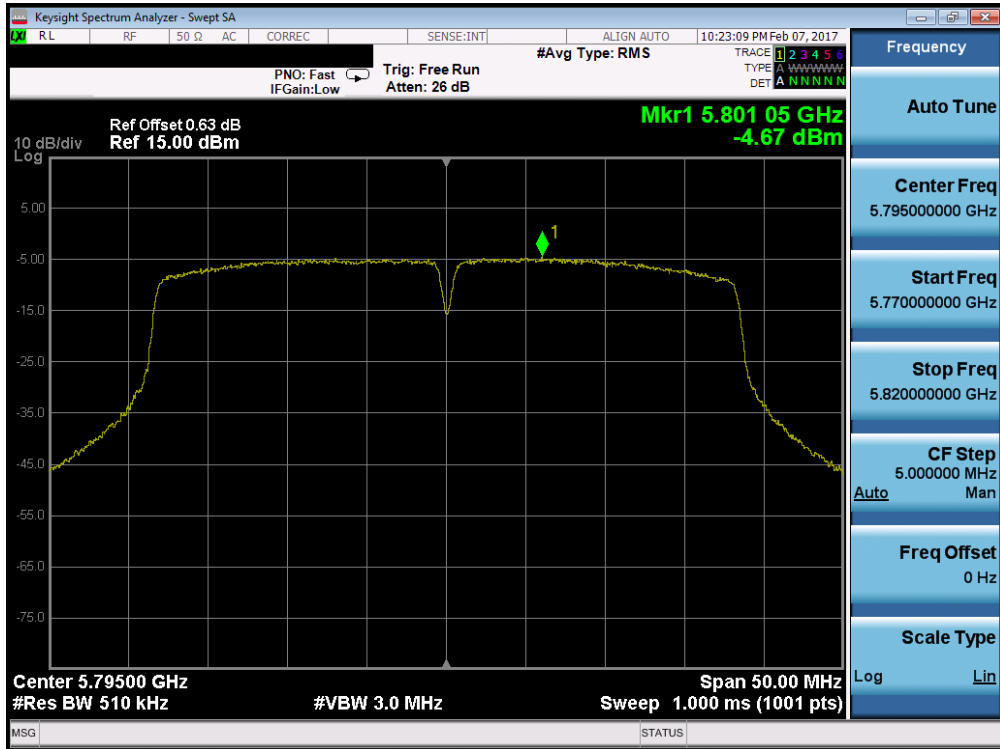 Keysight Spectrum Analyzer - Swept SA
LXI RL RF 50 Ω AC CORREC SENSE:INT ALIGN AUTO 10:23:09 PM Feb 07, 2017
PNO: Fast
IFGain:Low
Trig: Free Run
Atten: 26 dB
#Avg Type: RMS
TRACE 1 2 3 4 5 6
TYPE A WWWWW
DET A N N N N N
Mkr1 5.801 05 GHz
-4.67 dBm
Ref Offset 0.63 dB
10 dB/div Ref 15.00 dBm
Log
5.00
-5.00
-15.0
-25.0
-35.0
-45.0
-55.0
-65.0
-75.0
1
Center 5.79500 GHz Span 50.00 MHz
#Res BW 510 kHz #VBW 3.0 MHz Sweep 1.000 ms (1001 pts)
MSG STATUS
Frequency
Auto Tune
Center Freq
5.795000000 GHz
Start Freq
5.770000000 GHz
Stop Freq
5.820000000 GHz
CF Step
5.000000 MHz
Auto Man
Freq Offset
0 Hz
Scale Type
Log Lin